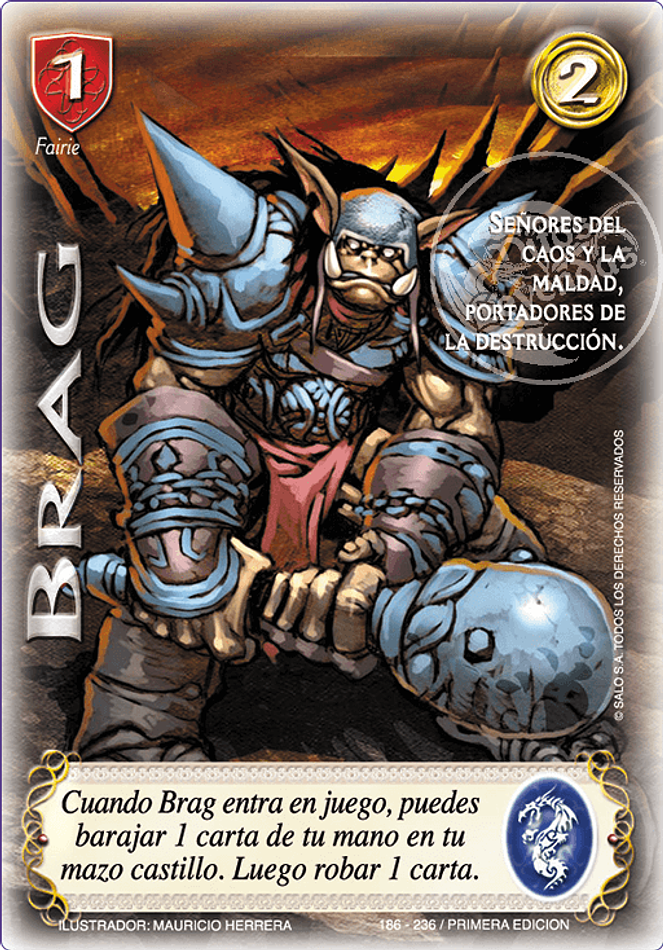 1
2
Fairie
BRAG
SEÑORES DEL
CAOS Y LA
MALDAD,
PORTADORES DE
LA DESTRUCCIÓN.
© SALO S.A. TODOS LOS DERECHOS RESERVADOS
Cuando Brag entra en juego, puedes
barajar 1 carta de tu mano en tu
mazo castillo. Luego robar 1 carta.
ILUSTRADOR: MAURICIO HERRERA
186 - 236 / PRIMERA EDICION